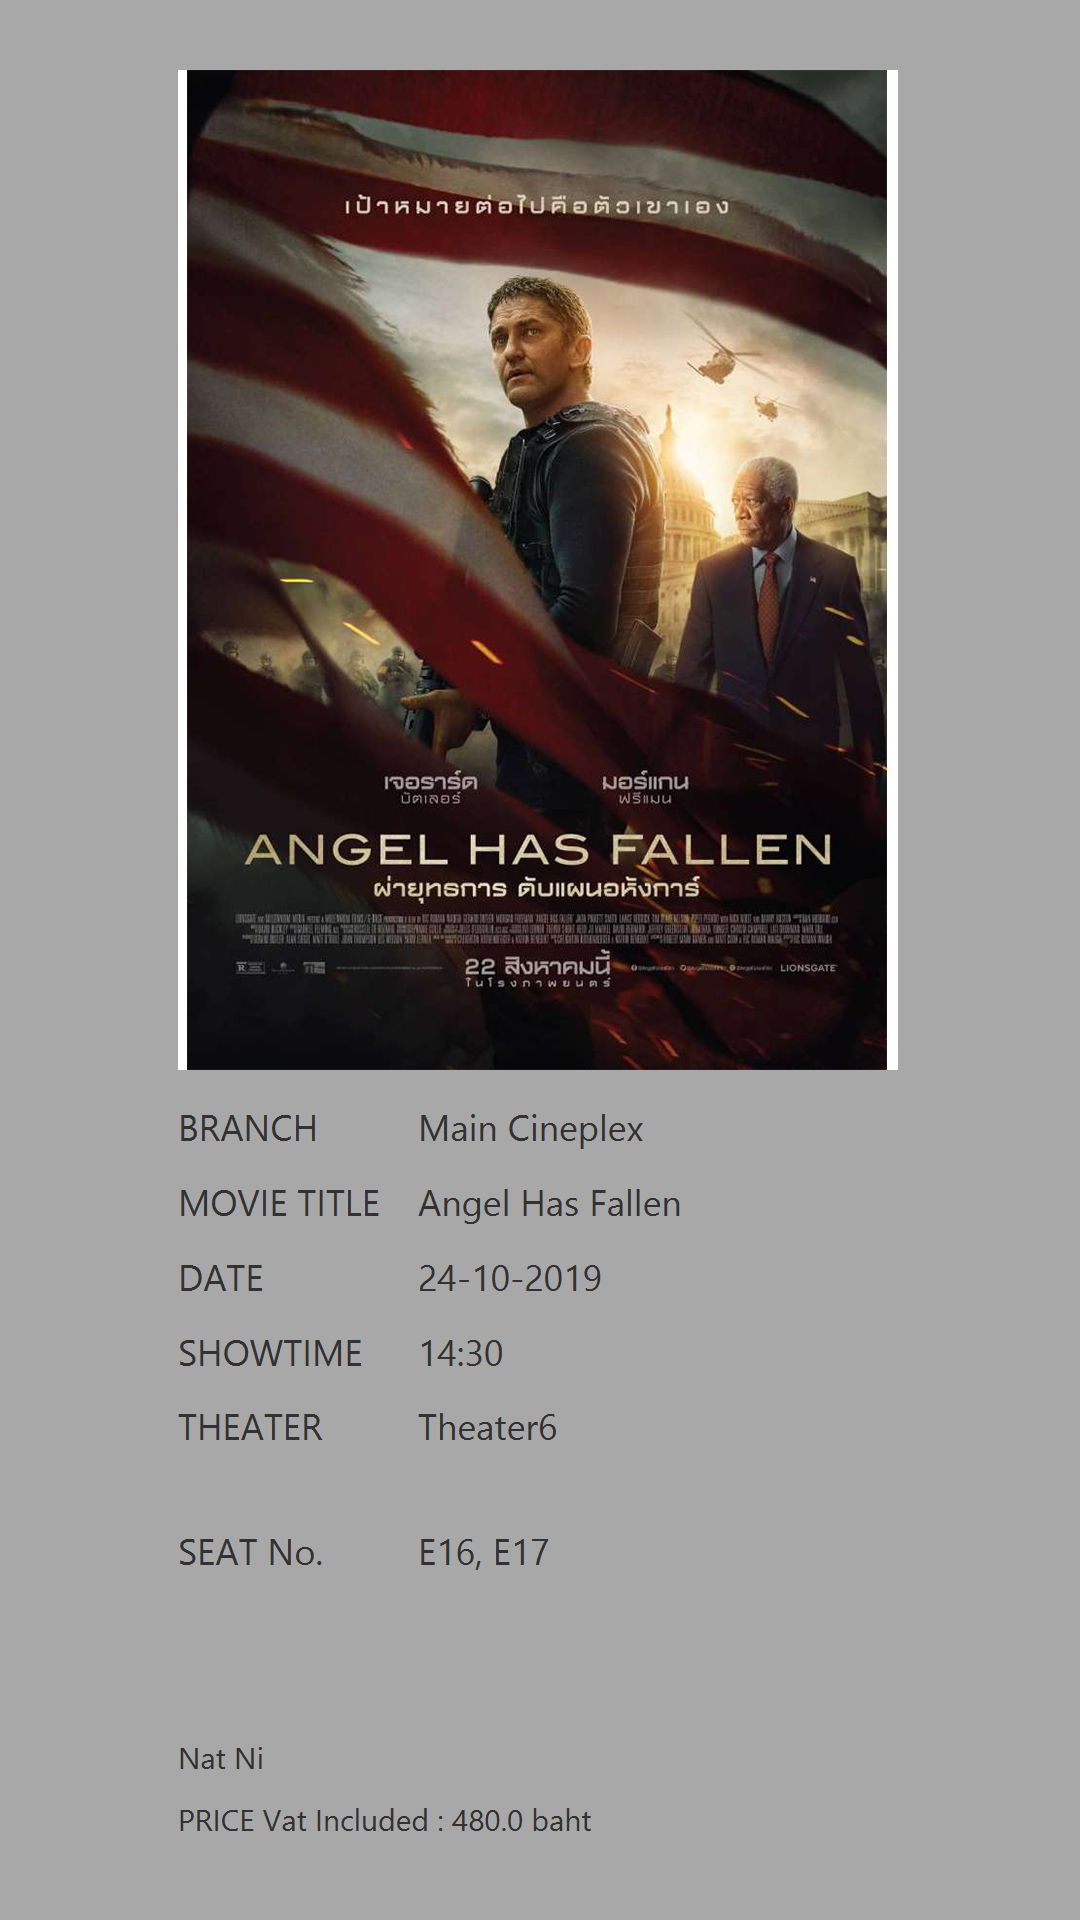 เป้าหมายต่อไปคือตัวเขาเอง
เจอราร์ด มอร์แกน
บัตเลอร์ ฟรีแมน
ANGEL HAS FALLEN
ผ่ายุทธการ ดับแผนอหังการ์
22 สิงหาคมนี้
ในโรงภาพยนตร์
LIONSGATE
BRANCH Main Cineplex
MOVIE TITLE Angel Has Fallen
DATE 24-10-2019
SHOWTIME 14:30
THEATER Theater6
SEAT No. E16, E17
Nat Ni
PRICE Vat Included : 480.0 baht